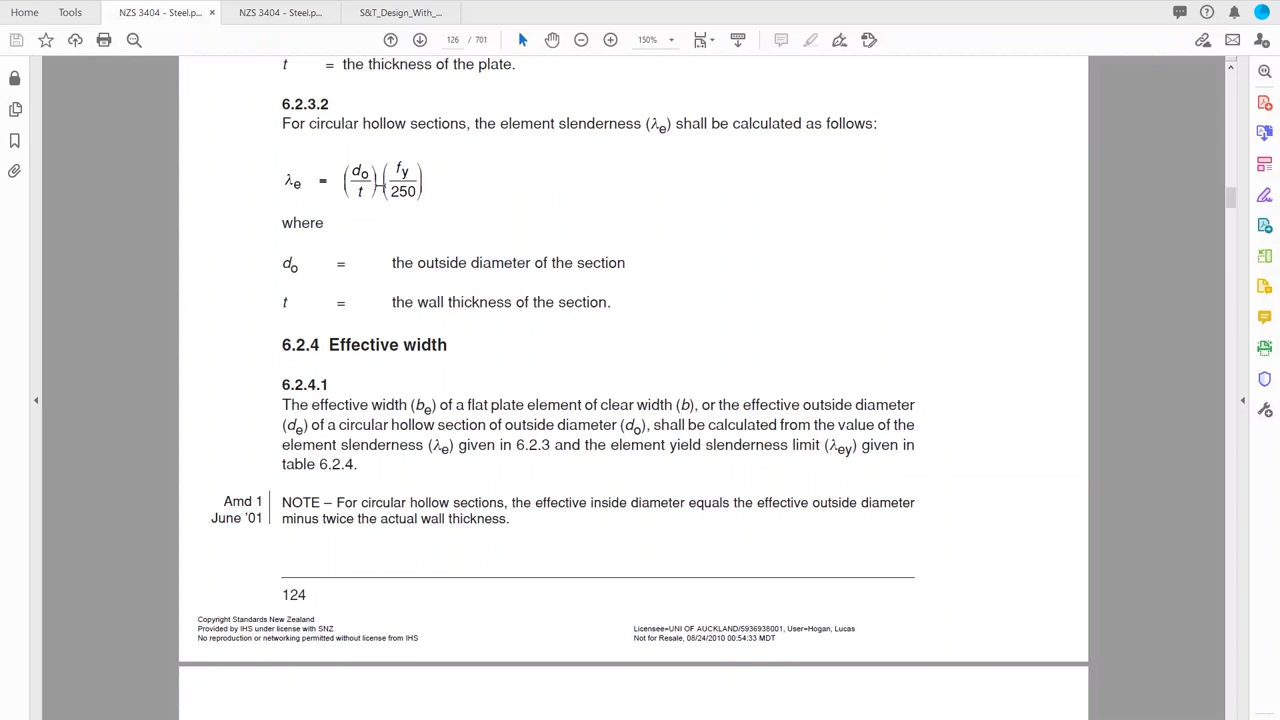 Home Tools NZS 3404 - Steel.p... × NZS 3404 - Steel.p... S&T_Design_With_...
126 / 701 150%
t = the thickness of the plate.
6.2.3.2
For circular hollow sections, the element slenderness (λe) shall be calculated as follows:
λe = (do/t) (fy/250)
where
do = the outside diameter of the section
t = the wall thickness of the section.
6.2.4 Effective width
6.2.4.1
The effective width (be) of a flat plate element of clear width (b), or the effective outside diameter
(de) of a circular hollow section of outside diameter (do), shall be calculated from the value of the
element slenderness (λe) given in 6.2.3 and the element yield slenderness limit (λey) given in
table 6.2.4.
Amd 1
June '01
NOTE – For circular hollow sections, the effective inside diameter equals the effective outside diameter
minus twice the actual wall thickness.
124
Copyright Standards New Zealand
Provided by IHS under license with SNZ
No reproduction or networking permitted without license from IHS
Licensee=UNI OF AUCKLAND/5936938001, User=Hogan, Lucas
Not for Resale, 08/24/2010 00:54:33 MDT